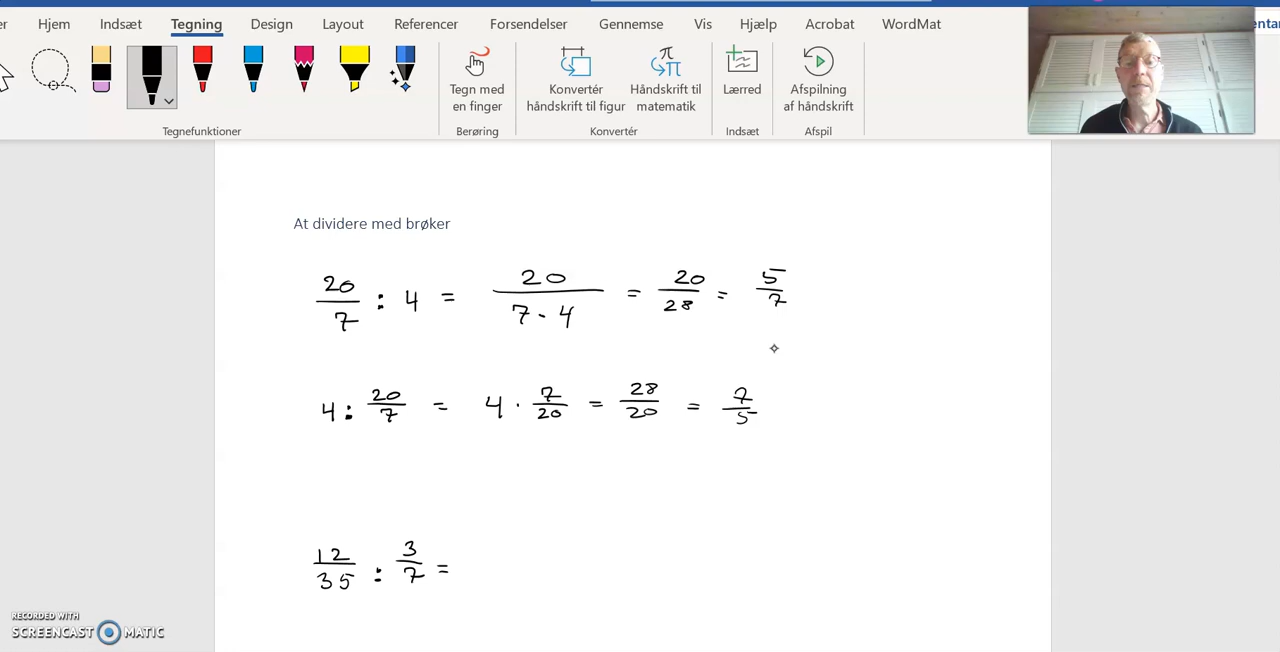 er Hjem Indsæt Tegning Design Layout Referencer Forsendelser Gennemse Vis Hjælp Acrobat WordMat entar
Tegn med
en finger
Konvertér
håndskrift til figur
Håndskrift til
matematik
Lærred
Afspilning
af håndskrift
Tegnefunktioner Berøring Konvertér Indsæt Afspil
At dividere med brøker
20/7 : 4 = 20/(7 · 4) = 20/28 = 5/7
4 : 20/7 = 4 · 7/20 = 28/20 = 7/5
12/35 : 3/7 =
RECORDED WITH
SCREENCAST MATIC